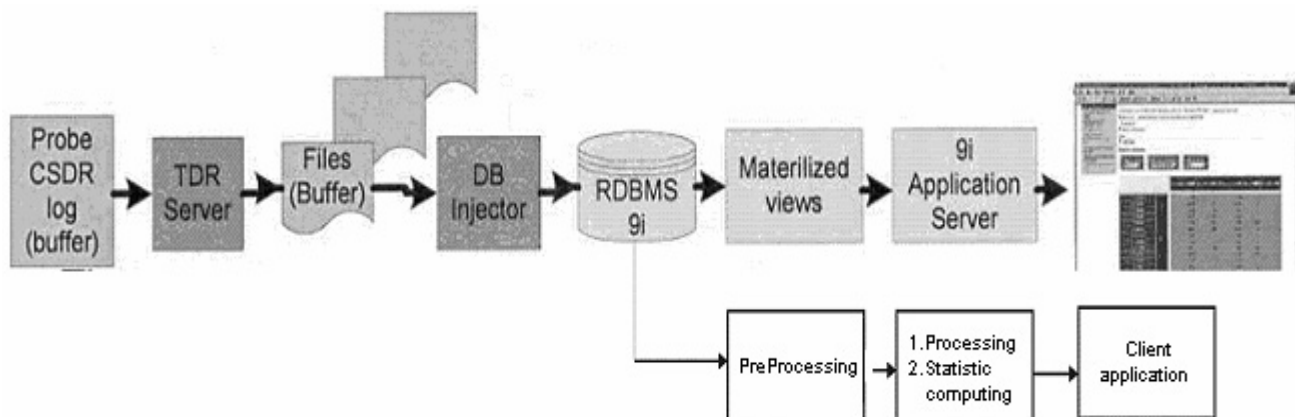 Probe
CSDR
log
(buffer)
TDR
Server
Files
(Buffer)
DB
Injector
RDBMS
9i
Materilized
views
9i
Application
Server
PreProcessing
1.Processing
2.Statistic
computing
Client
application